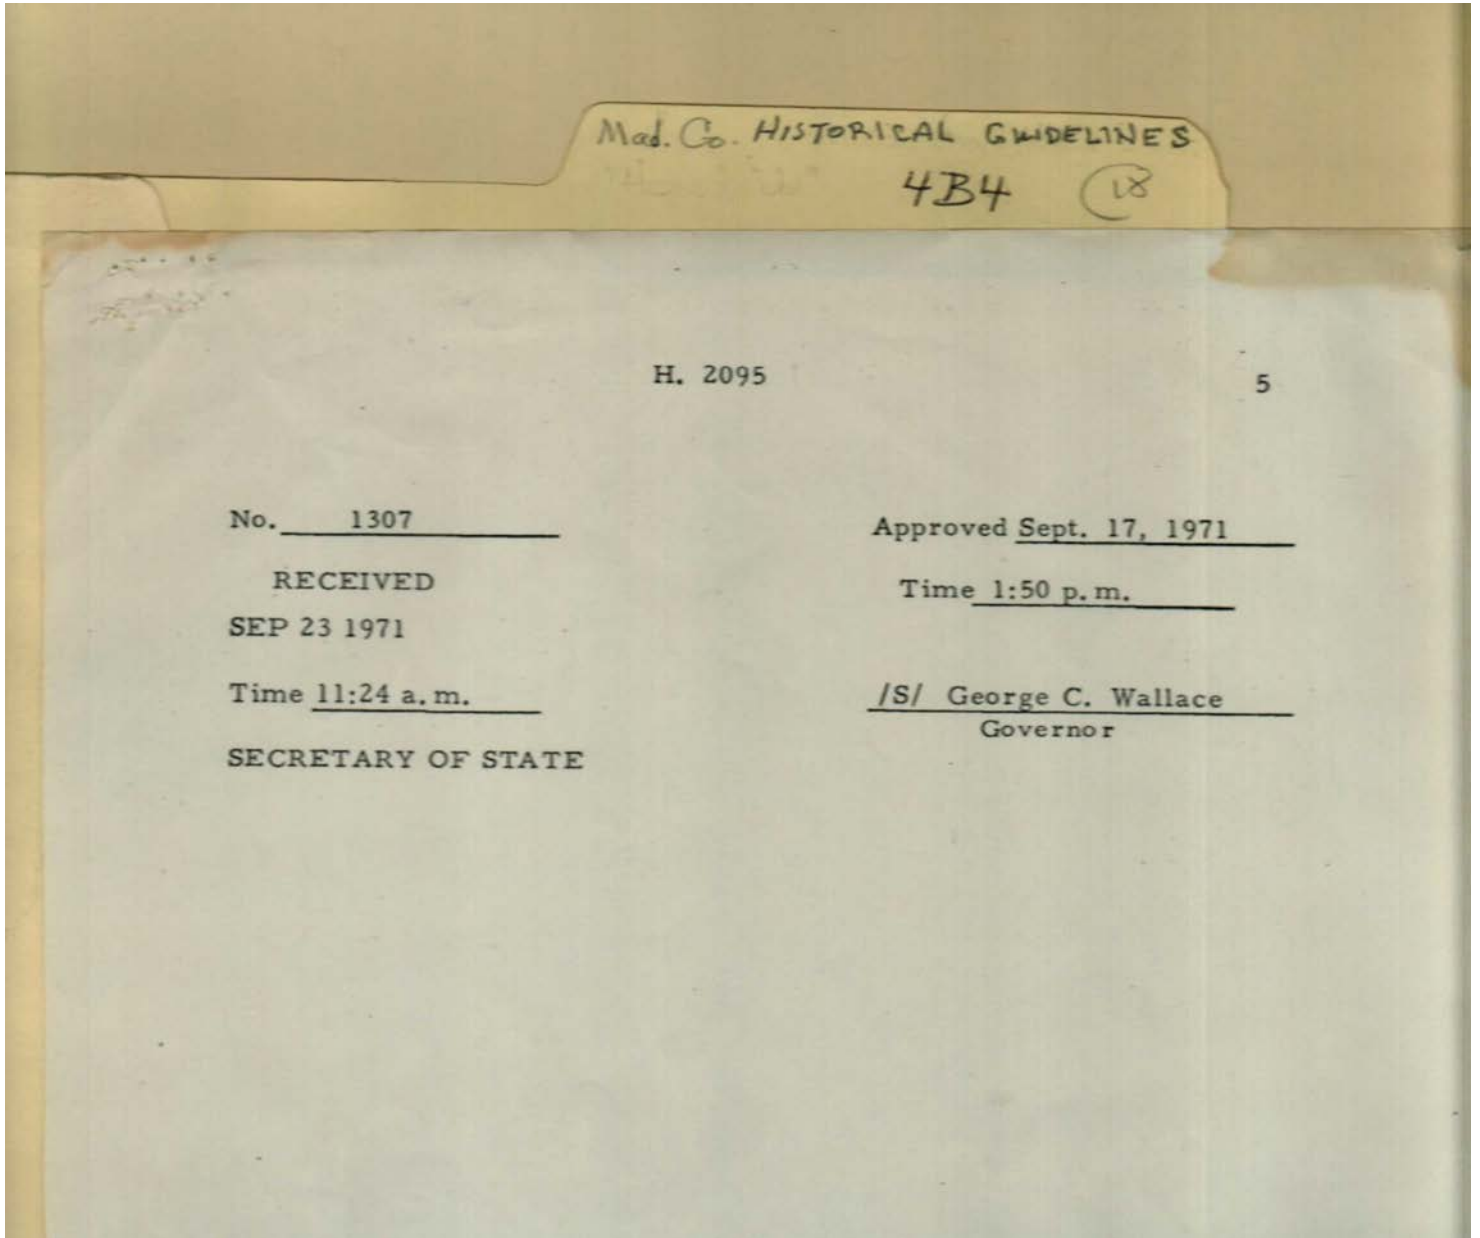 Mad. Co. HISTORICAL GUIDELINES
4B4 18
H. 2095 5
No. 1307
Approved Sept. 17, 1971
RECEIVED
Time 1:50 p.m.
SEP 23 1971
Time 11:24 a.m.
/S/ George C. Wallace
Governor
SECRETARY OF STATE